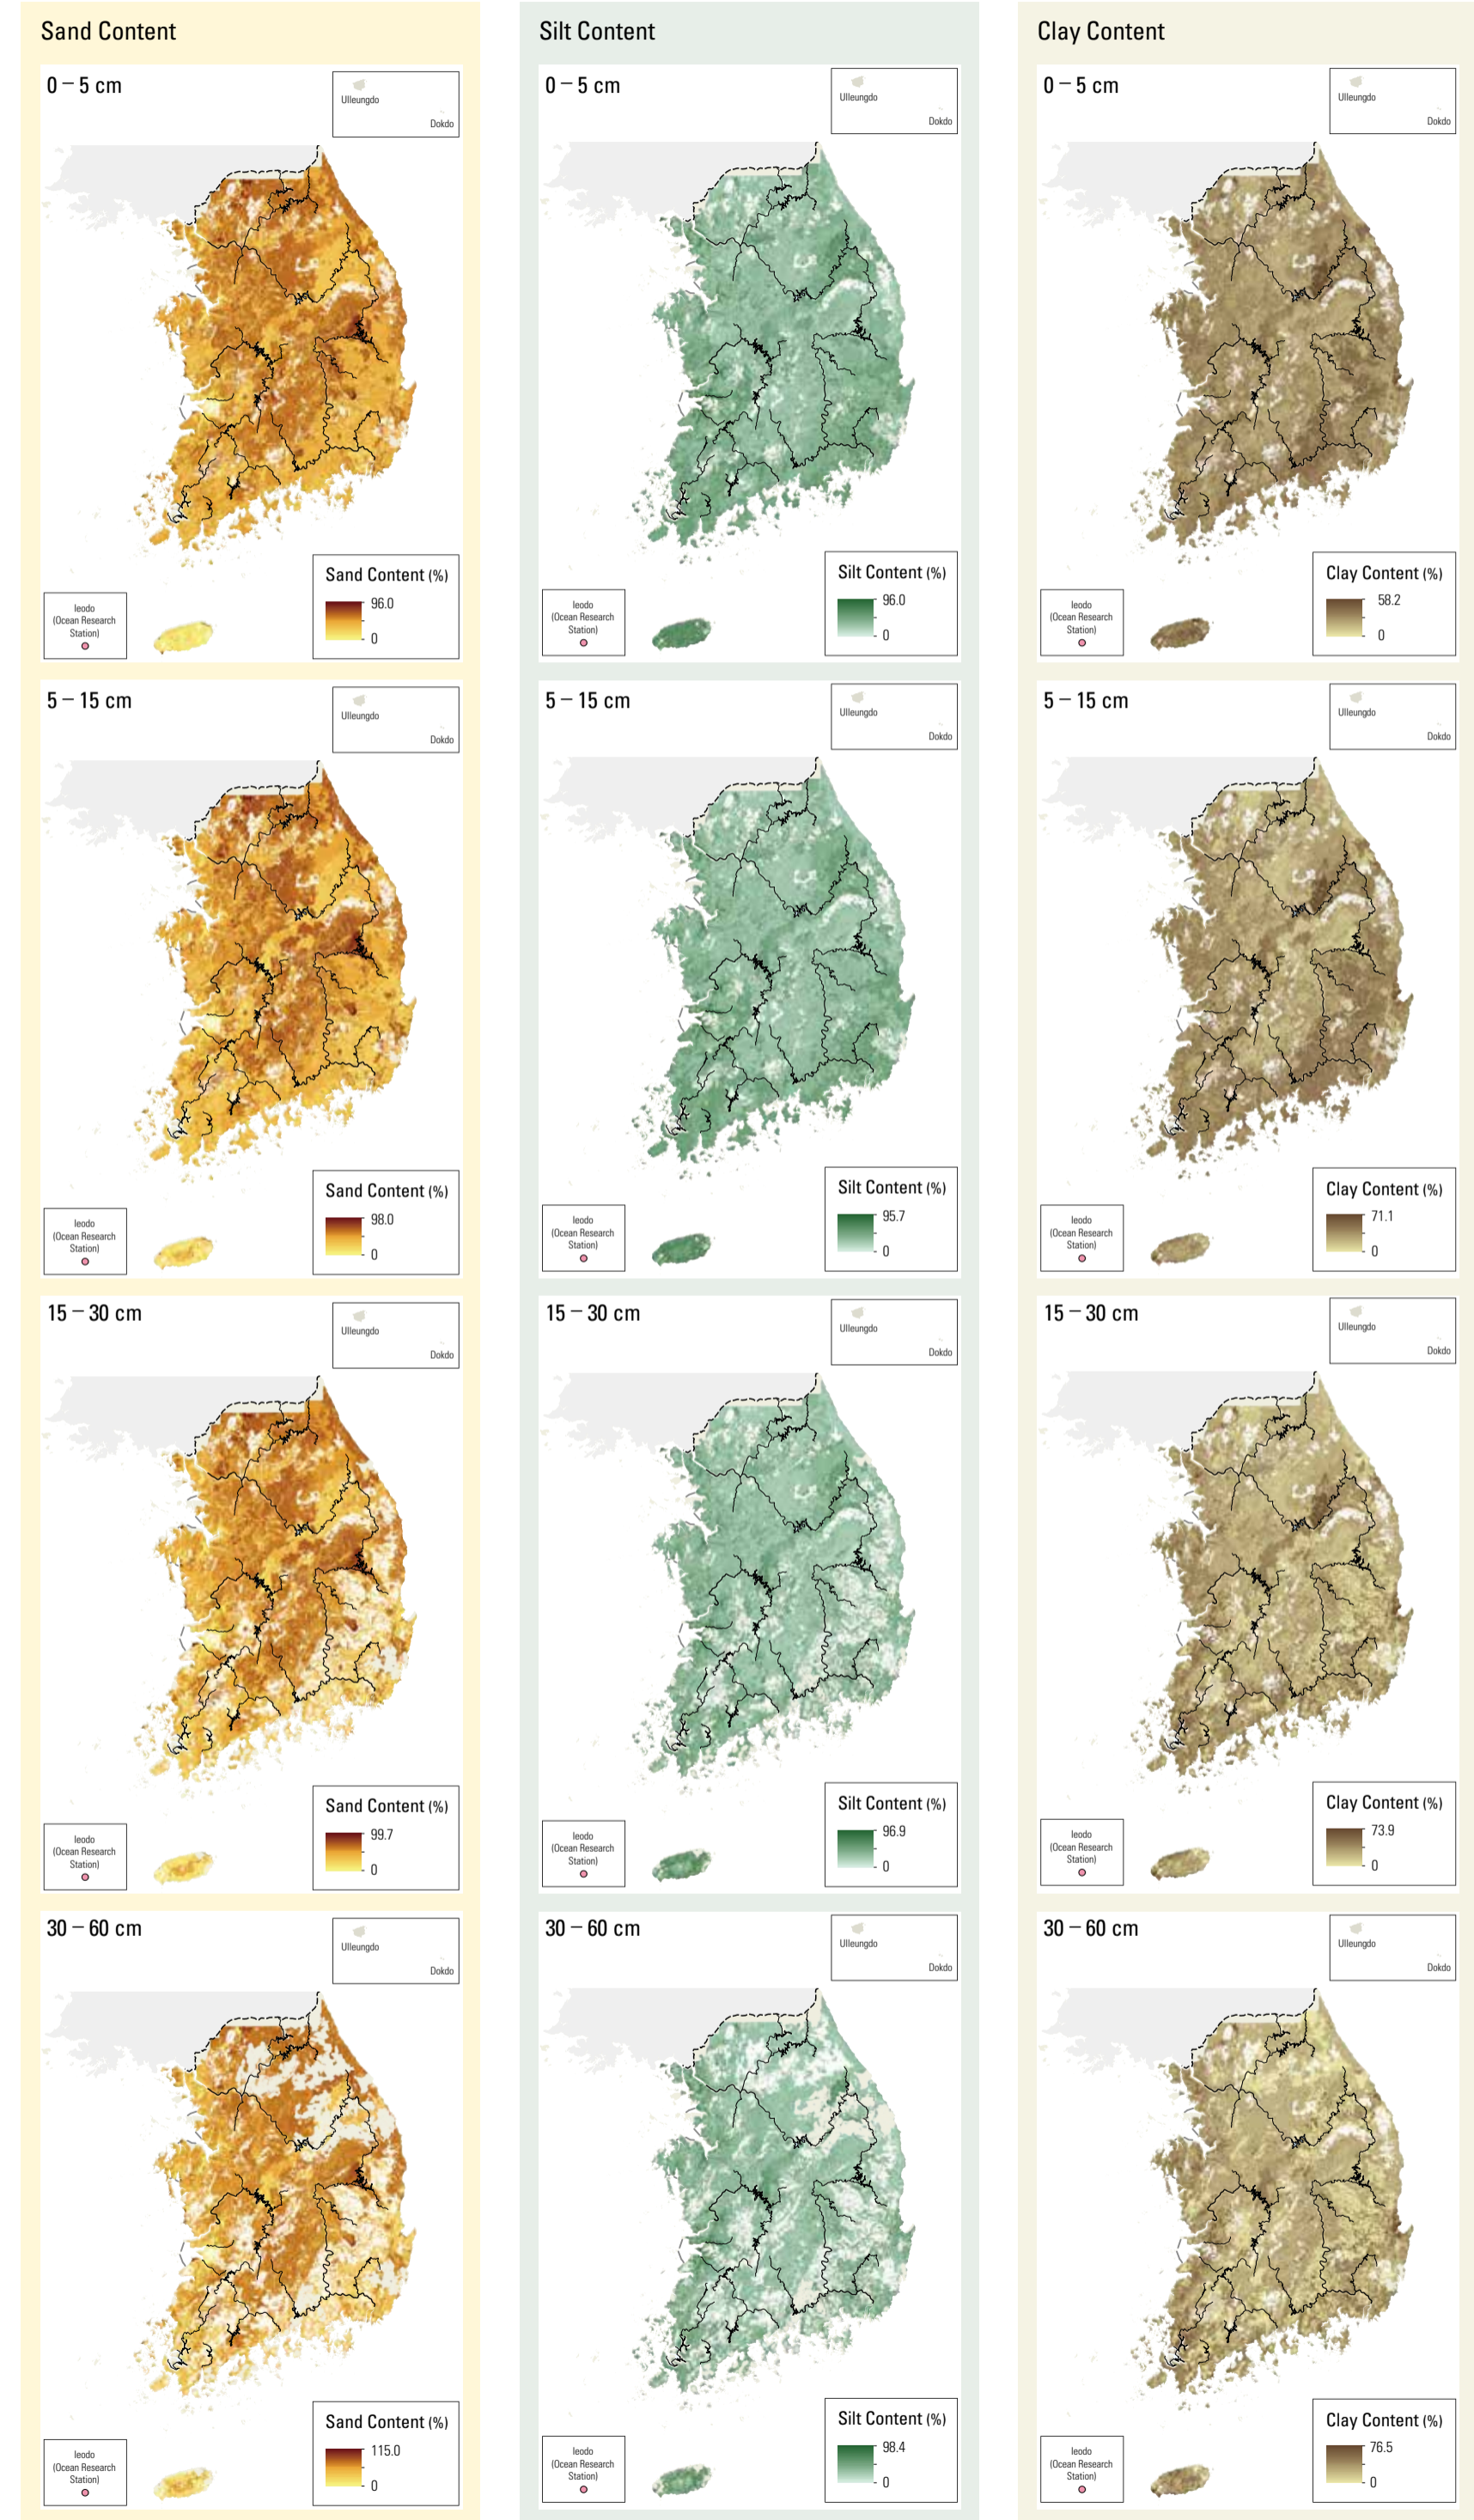 Sand Content
0 – 5 cm
Ulleungdo
Dokdo
Sand Content (%)
96.0
0
Ieodo
(Ocean Research
Station)
5 – 15 cm
Ulleungdo
Dokdo
Sand Content (%)
98.0
0
Ieodo
(Ocean Research
Station)
15 – 30 cm
Ulleungdo
Dokdo
Sand Content (%)
99.7
0
Ieodo
(Ocean Research
Station)
30 – 60 cm
Ulleungdo
Dokdo
Sand Content (%)
115.0
0
Ieodo
(Ocean Research
Station)
Silt Content
0 – 5 cm
Ulleungdo
Dokdo
Silt Content (%)
96.0
0
Ieodo
(Ocean Research
Station)
5 – 15 cm
Ulleungdo
Dokdo
Silt Content (%)
95.7
0
Ieodo
(Ocean Research
Station)
15 – 30 cm
Ulleungdo
Dokdo
Silt Content (%)
96.9
0
Ieodo
(Ocean Research
Station)
30 – 60 cm
Ulleungdo
Dokdo
Silt Content (%)
98.4
0
Ieodo
(Ocean Research
Station)
Clay Content
0 – 5 cm
Ulleungdo
Dokdo
Clay Content (%)
58.2
0
Ieodo
(Ocean Research
Station)
5 – 15 cm
Ulleungdo
Dokdo
Clay Content (%)
71.1
0
Ieodo
(Ocean Research
Station)
15 – 30 cm
Ulleungdo
Dokdo
Clay Content (%)
73.9
0
Ieodo
(Ocean Research
Station)
30 – 60 cm
Ulleungdo
Dokdo
Clay Content (%)
76.5
0
Ieodo
(Ocean Research
Station)